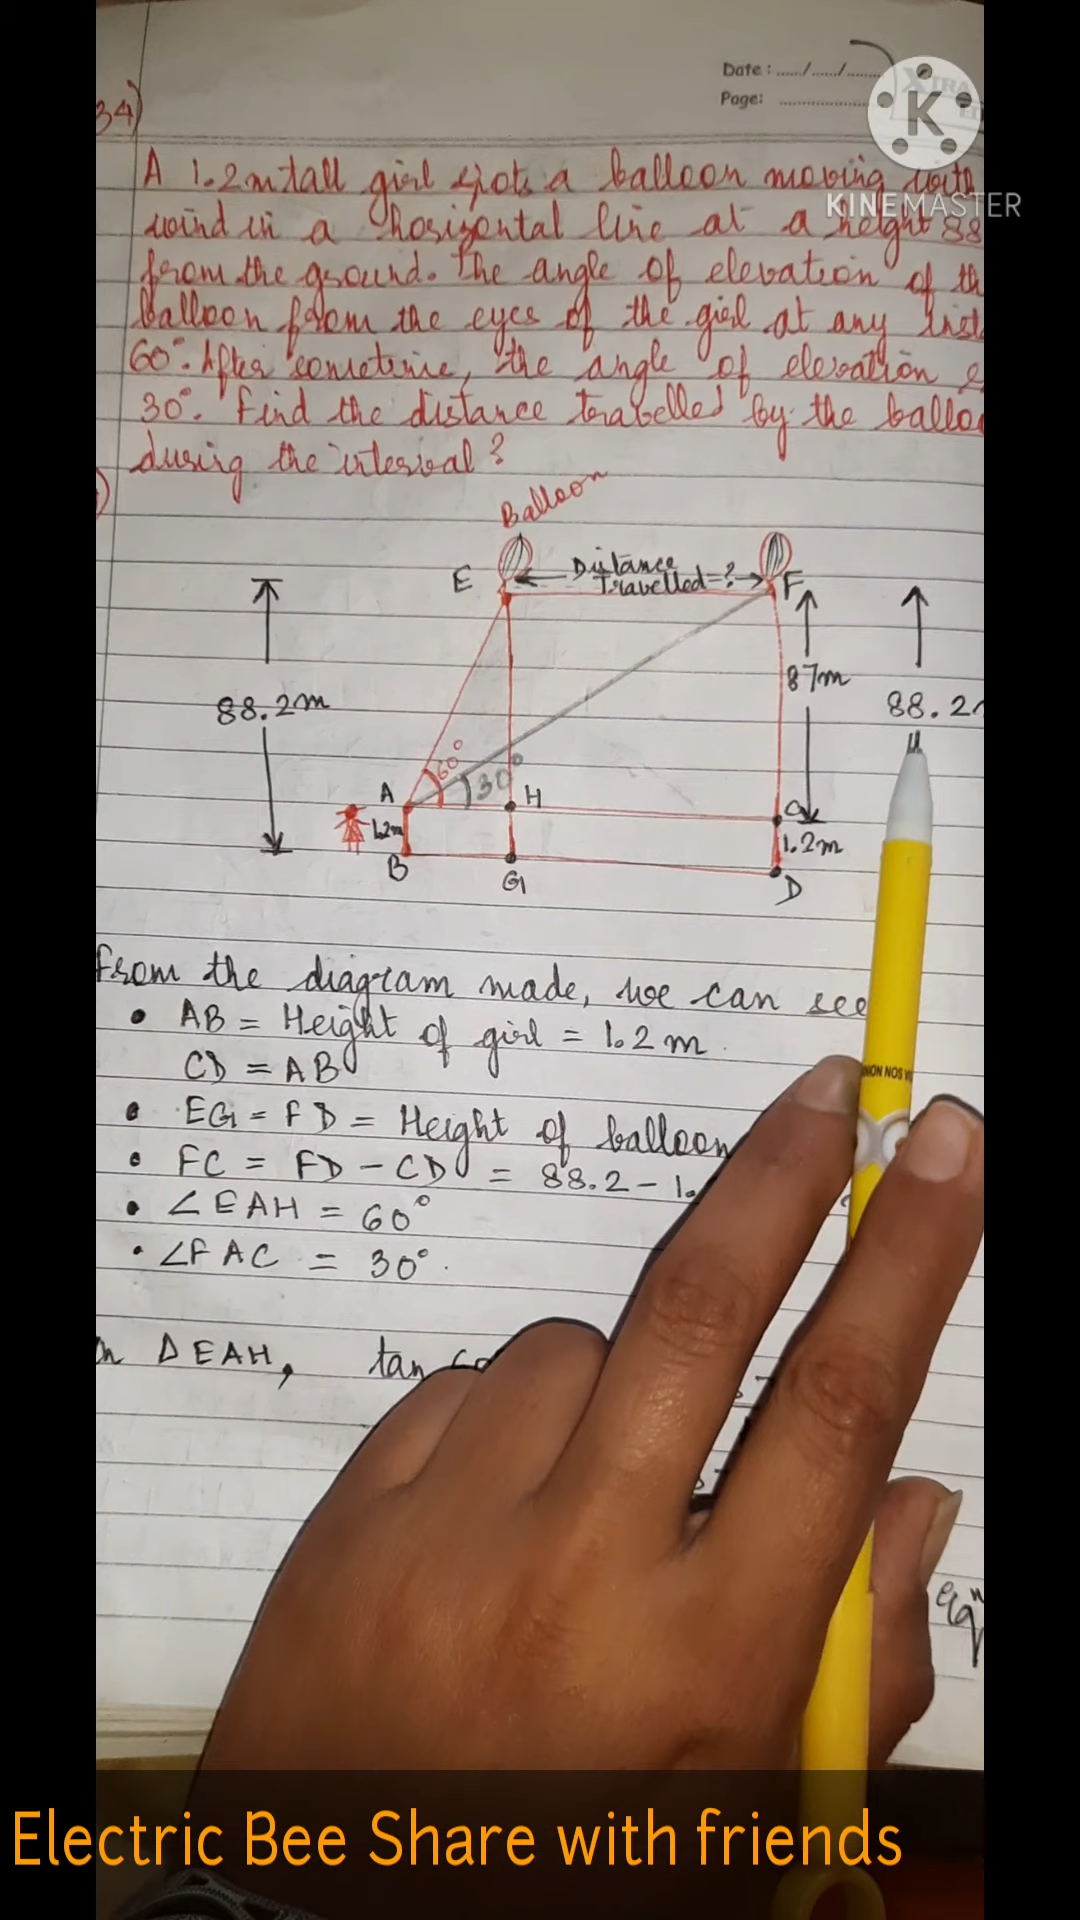 Date : ...../...../........
Page: ......................
34)
K
KINEMASTER
A 1.2m tall girl spots a balloon moving with
wind in a horizontal line at a height 88
from the ground. The angle of elevation of th
balloon from the eyes of the girl at any inst
60°. After sometime, the angle of elevation
30°. Find the distance travelled by the balloo
during the interval?
Balloon
E Distance F
Travelled=?
87m
88.2m 88.2
60°
30°
A H C
1.2m 1.2m
B G D
From the diagram made, we can see
• AB = Height of girl = 1.2 m.
CD = AB
• EG = FD = Height of balloon
• FC = FD - CD = 88.2 - 1.
• ∠EAH = 60°
• ∠FAC = 30°.
In Δ EAH, tan 60
eqn
Electric Bee Share with friends